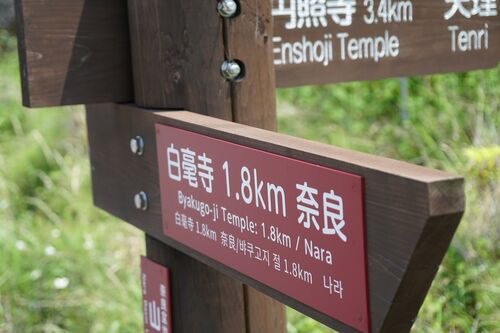 円照寺 3.4km
Enshoji Temple
天理
Tenri
白毫寺 1.8km 奈良
Byakugo-ji Temple: 1.8km / Nara
白毫寺 1.8km 奈良/바쿠고지 절 1.8km 나라